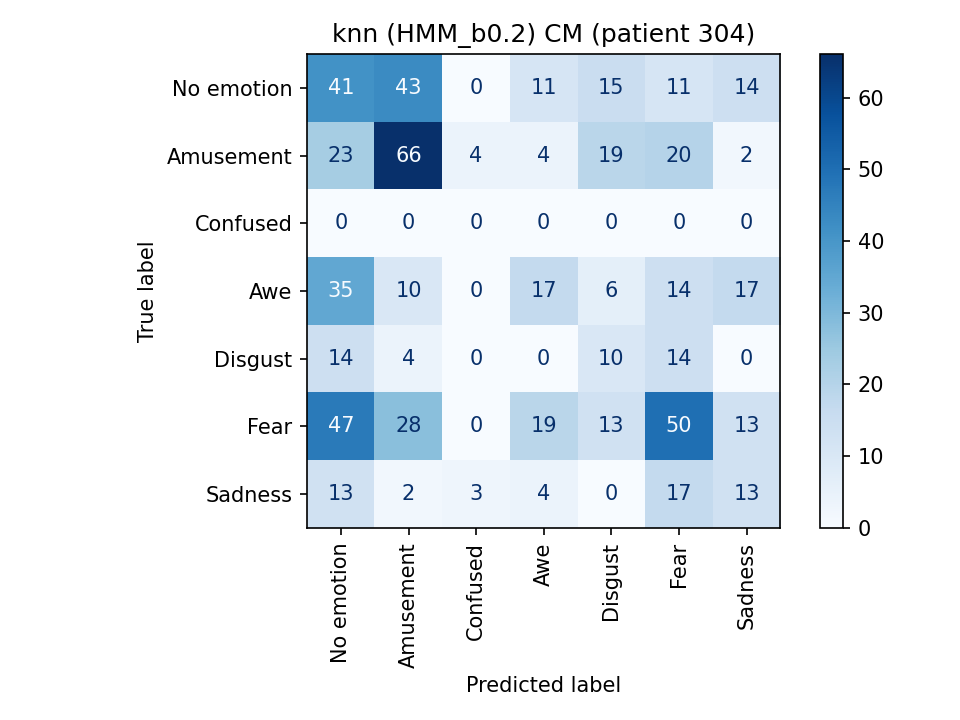 knn (HMM_b0.2) CM (patient 304)
No emotion 41 43 0 11 15 11 14
Amusement 23 66 4 4 19 20 2
Confused 0 0 0 0 0 0 0
Awe 35 10 0 17 6 14 17
Disgust 14 4 0 0 10 14 0
Fear 47 28 0 19 13 50 13
Sadness 13 2 3 4 0 17 13
True label
No emotion
Amusement
Confused
Awe
Disgust
Fear
Sadness
Predicted label
60
50
40
30
20
10
0